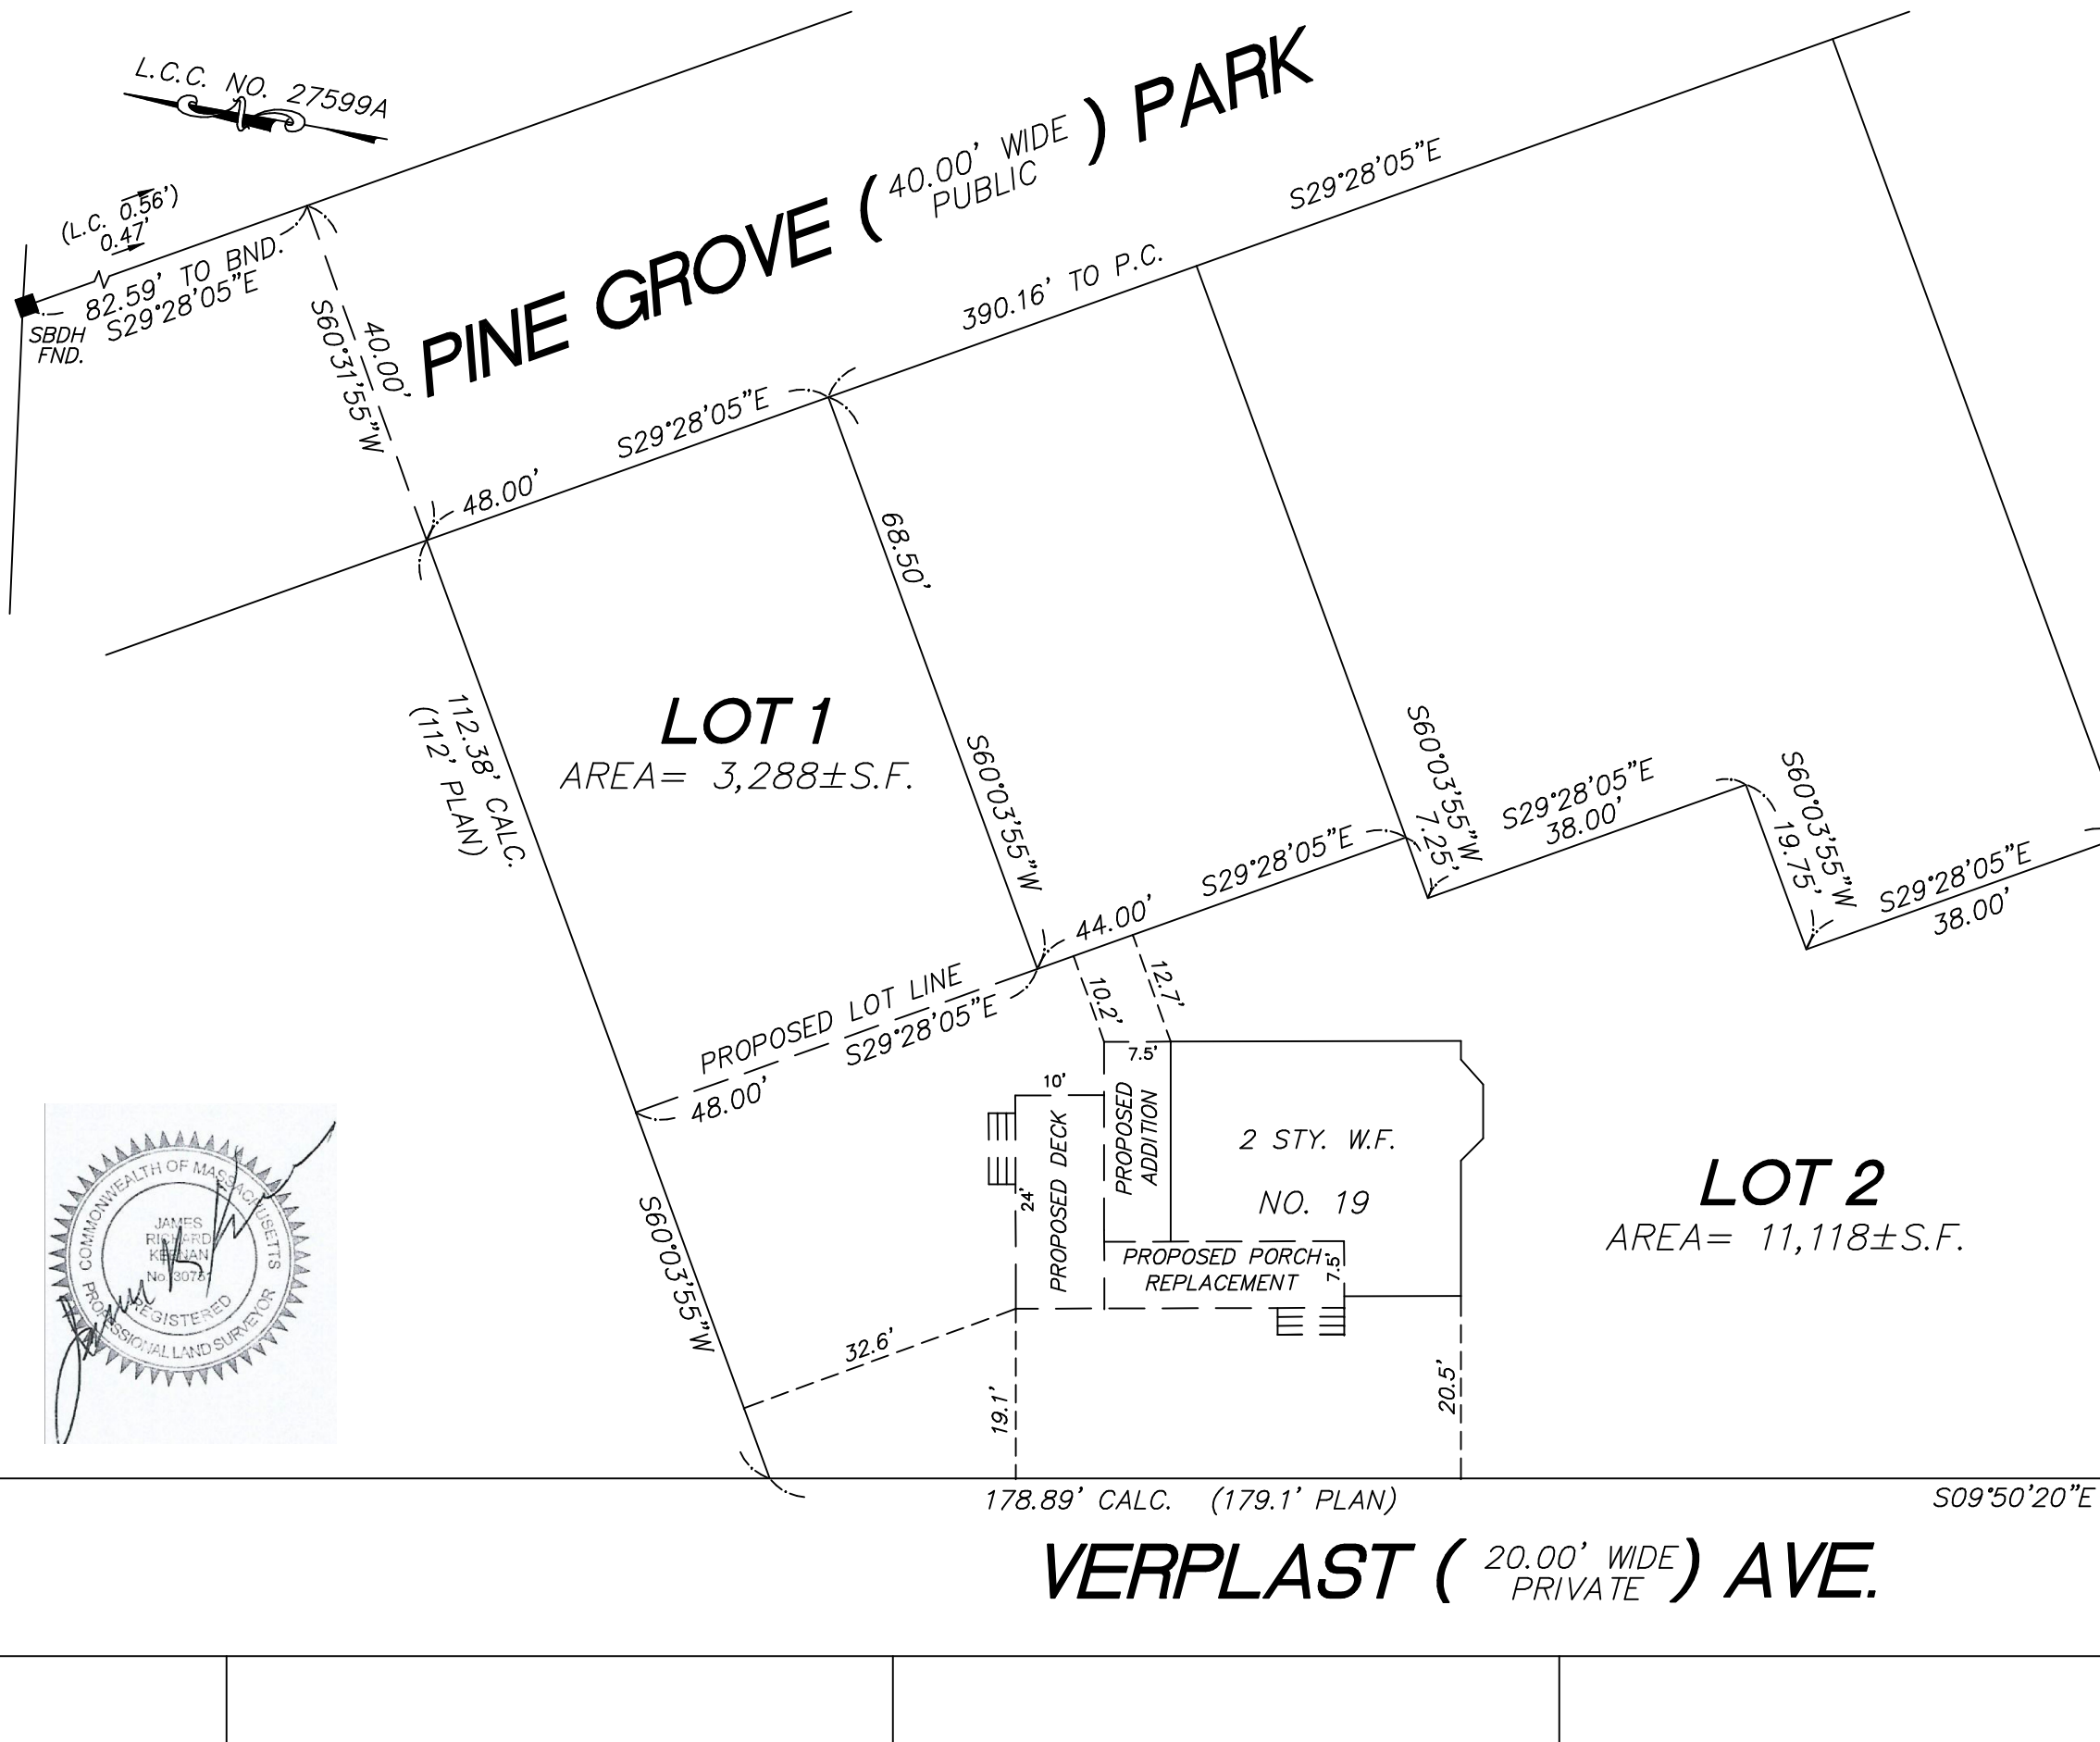 L.C.C. NO. 27599A
(L.C. 0.56')
0.47'
82.59' TO BND.
S29°28'05"E
SBDH
FND.
40.00'
S60°31'55"W
PINE GROVE ( 40.00' WIDE PUBLIC ) PARK
S29°28'05"E
390.16' TO P.C.
S29°28'05"E
48.00'
68.50'
S60°03'55"W
112.38' CALC.
(112' PLAN)
LOT 1
AREA= 3,288±S.F.
S60°03'55"W
7.25'
S29°28'05"E
38.00'
S60°03'55"W
19.75'
S29°28'05"E
38.00'
S29°28'05"E
44.00'
PROPOSED LOT LINE
S29°28'05"E
48.00'
10.2'
12.7'
7.5'
10'
PROPOSED DECK
24'
PROPOSED
ADDITION
2 STY. W.F.
NO. 19
PROPOSED PORCH
REPLACEMENT
7.5'
LOT 2
AREA= 11,118±S.F.
COMMONWEALTH OF MASSACHUSETTS
JAMES
RICHARD
KEENAN
No. 30751
REGISTERED
PROFESSIONAL LAND SURVEYOR
S60°03'55"W
32.6'
19.1'
20.5'
178.89' CALC. (179.1' PLAN)
S09°50'20"E
VERPLAST ( 20.00' WIDE PRIVATE ) AVE.